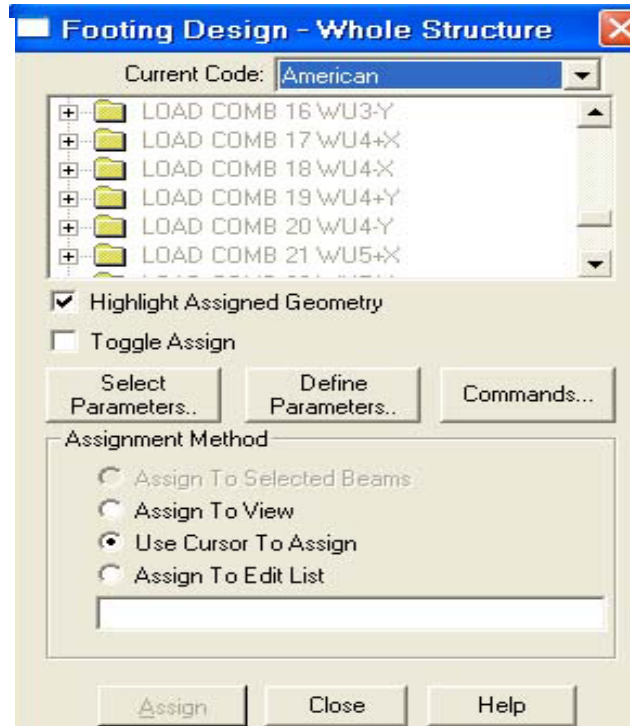 Footing Design - Whole Structure
Current Code: American
LOAD COMB 16 WU3-Y
LOAD COMB 17 WU4+X
LOAD COMB 18 WU4-X
LOAD COMB 19 WU4+Y
LOAD COMB 20 WU4-Y
LOAD COMB 21 WU5+X
Highlight Assigned Geometry
Toggle Assign
Select Parameters..
Define Parameters..
Commands...
Assignment Method
Assign To Selected Beams
Assign To View
Use Cursor To Assign
Assign To Edit List
Assign Close Help